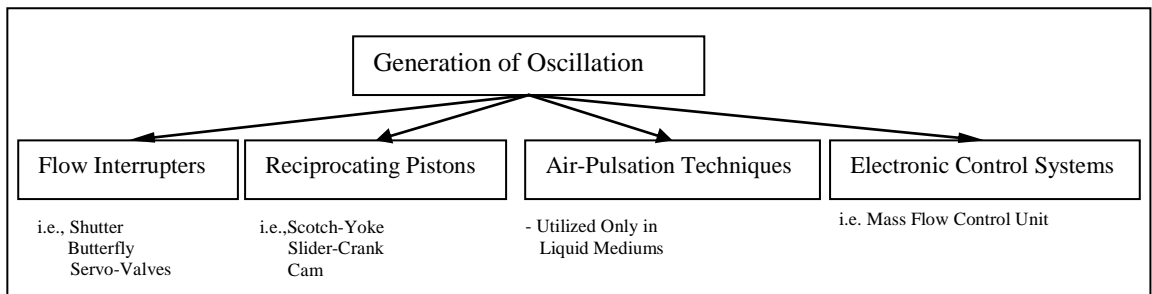 Generation of Oscillation
Flow Interrupters
Reciprocating Pistons
Air-Pulsation Techniques
Electronic Control Systems
i.e., Shutter
Butterfly
Servo-Valves
i.e.,Scotch-Yoke
Slider-Crank
Cam
- Utilized Only in
Liquid Mediums
i.e. Mass Flow Control Unit